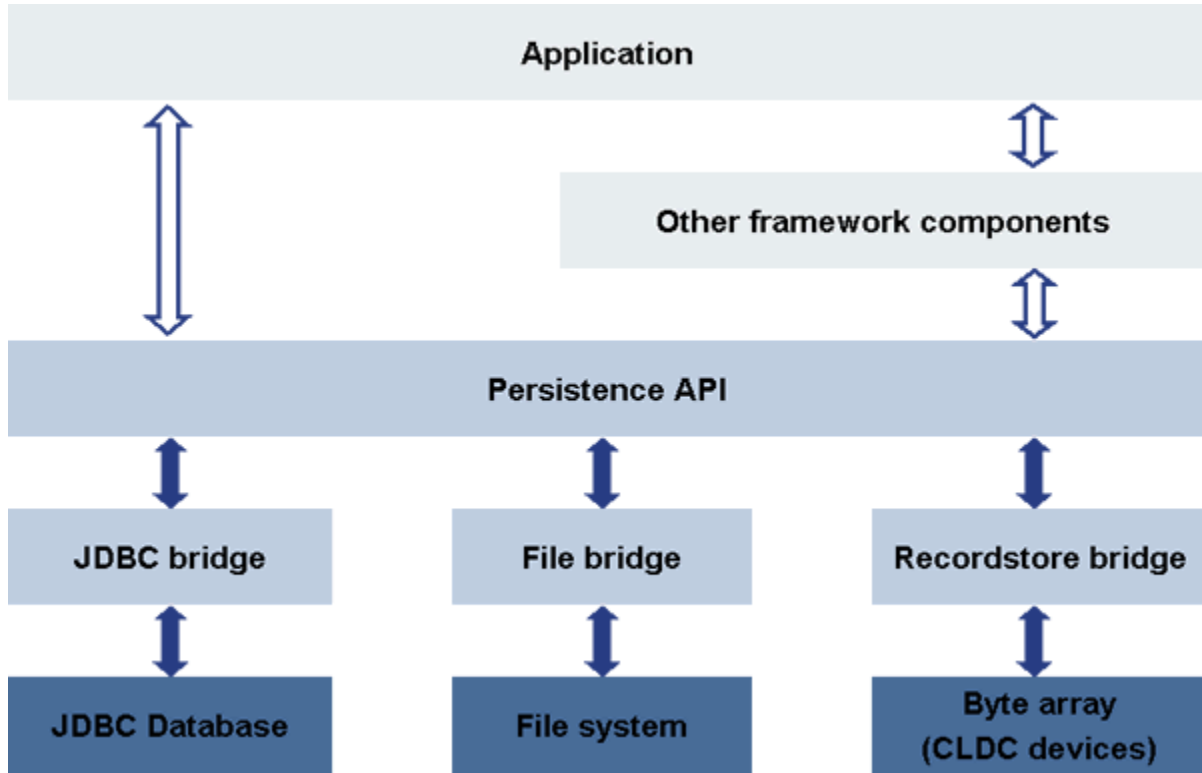 Application
Other framework components
Persistence API
JDBC bridge
File bridge
Recordstore bridge
JDBC Database
File system
Byte array
(CLDC devices)